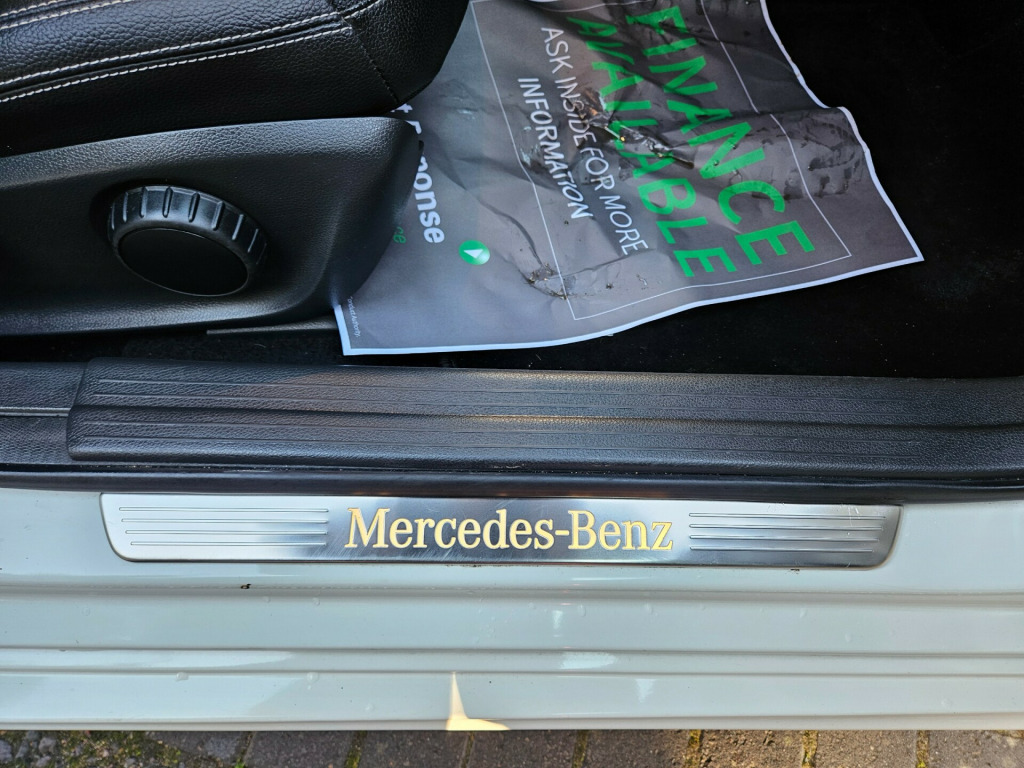 FINANCE
AVAILABLE
ASK INSIDE FOR MORE
INFORMATION
Mercedes-Benz